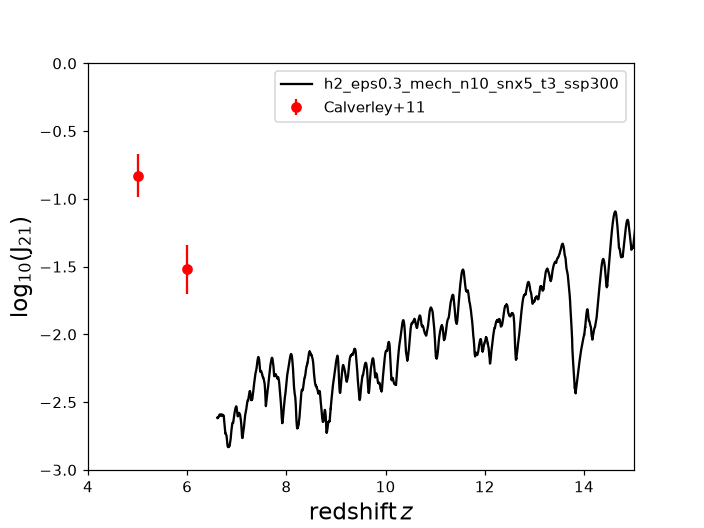 0.0
−0.5
−1.0
−1.5
−2.0
−2.5
−3.0
log₁₀(J₂₁)
h2_eps0.3_mech_n10_snx5_t3_ssp300
Calverley+11
4 6 8 10 12 14
redshift z